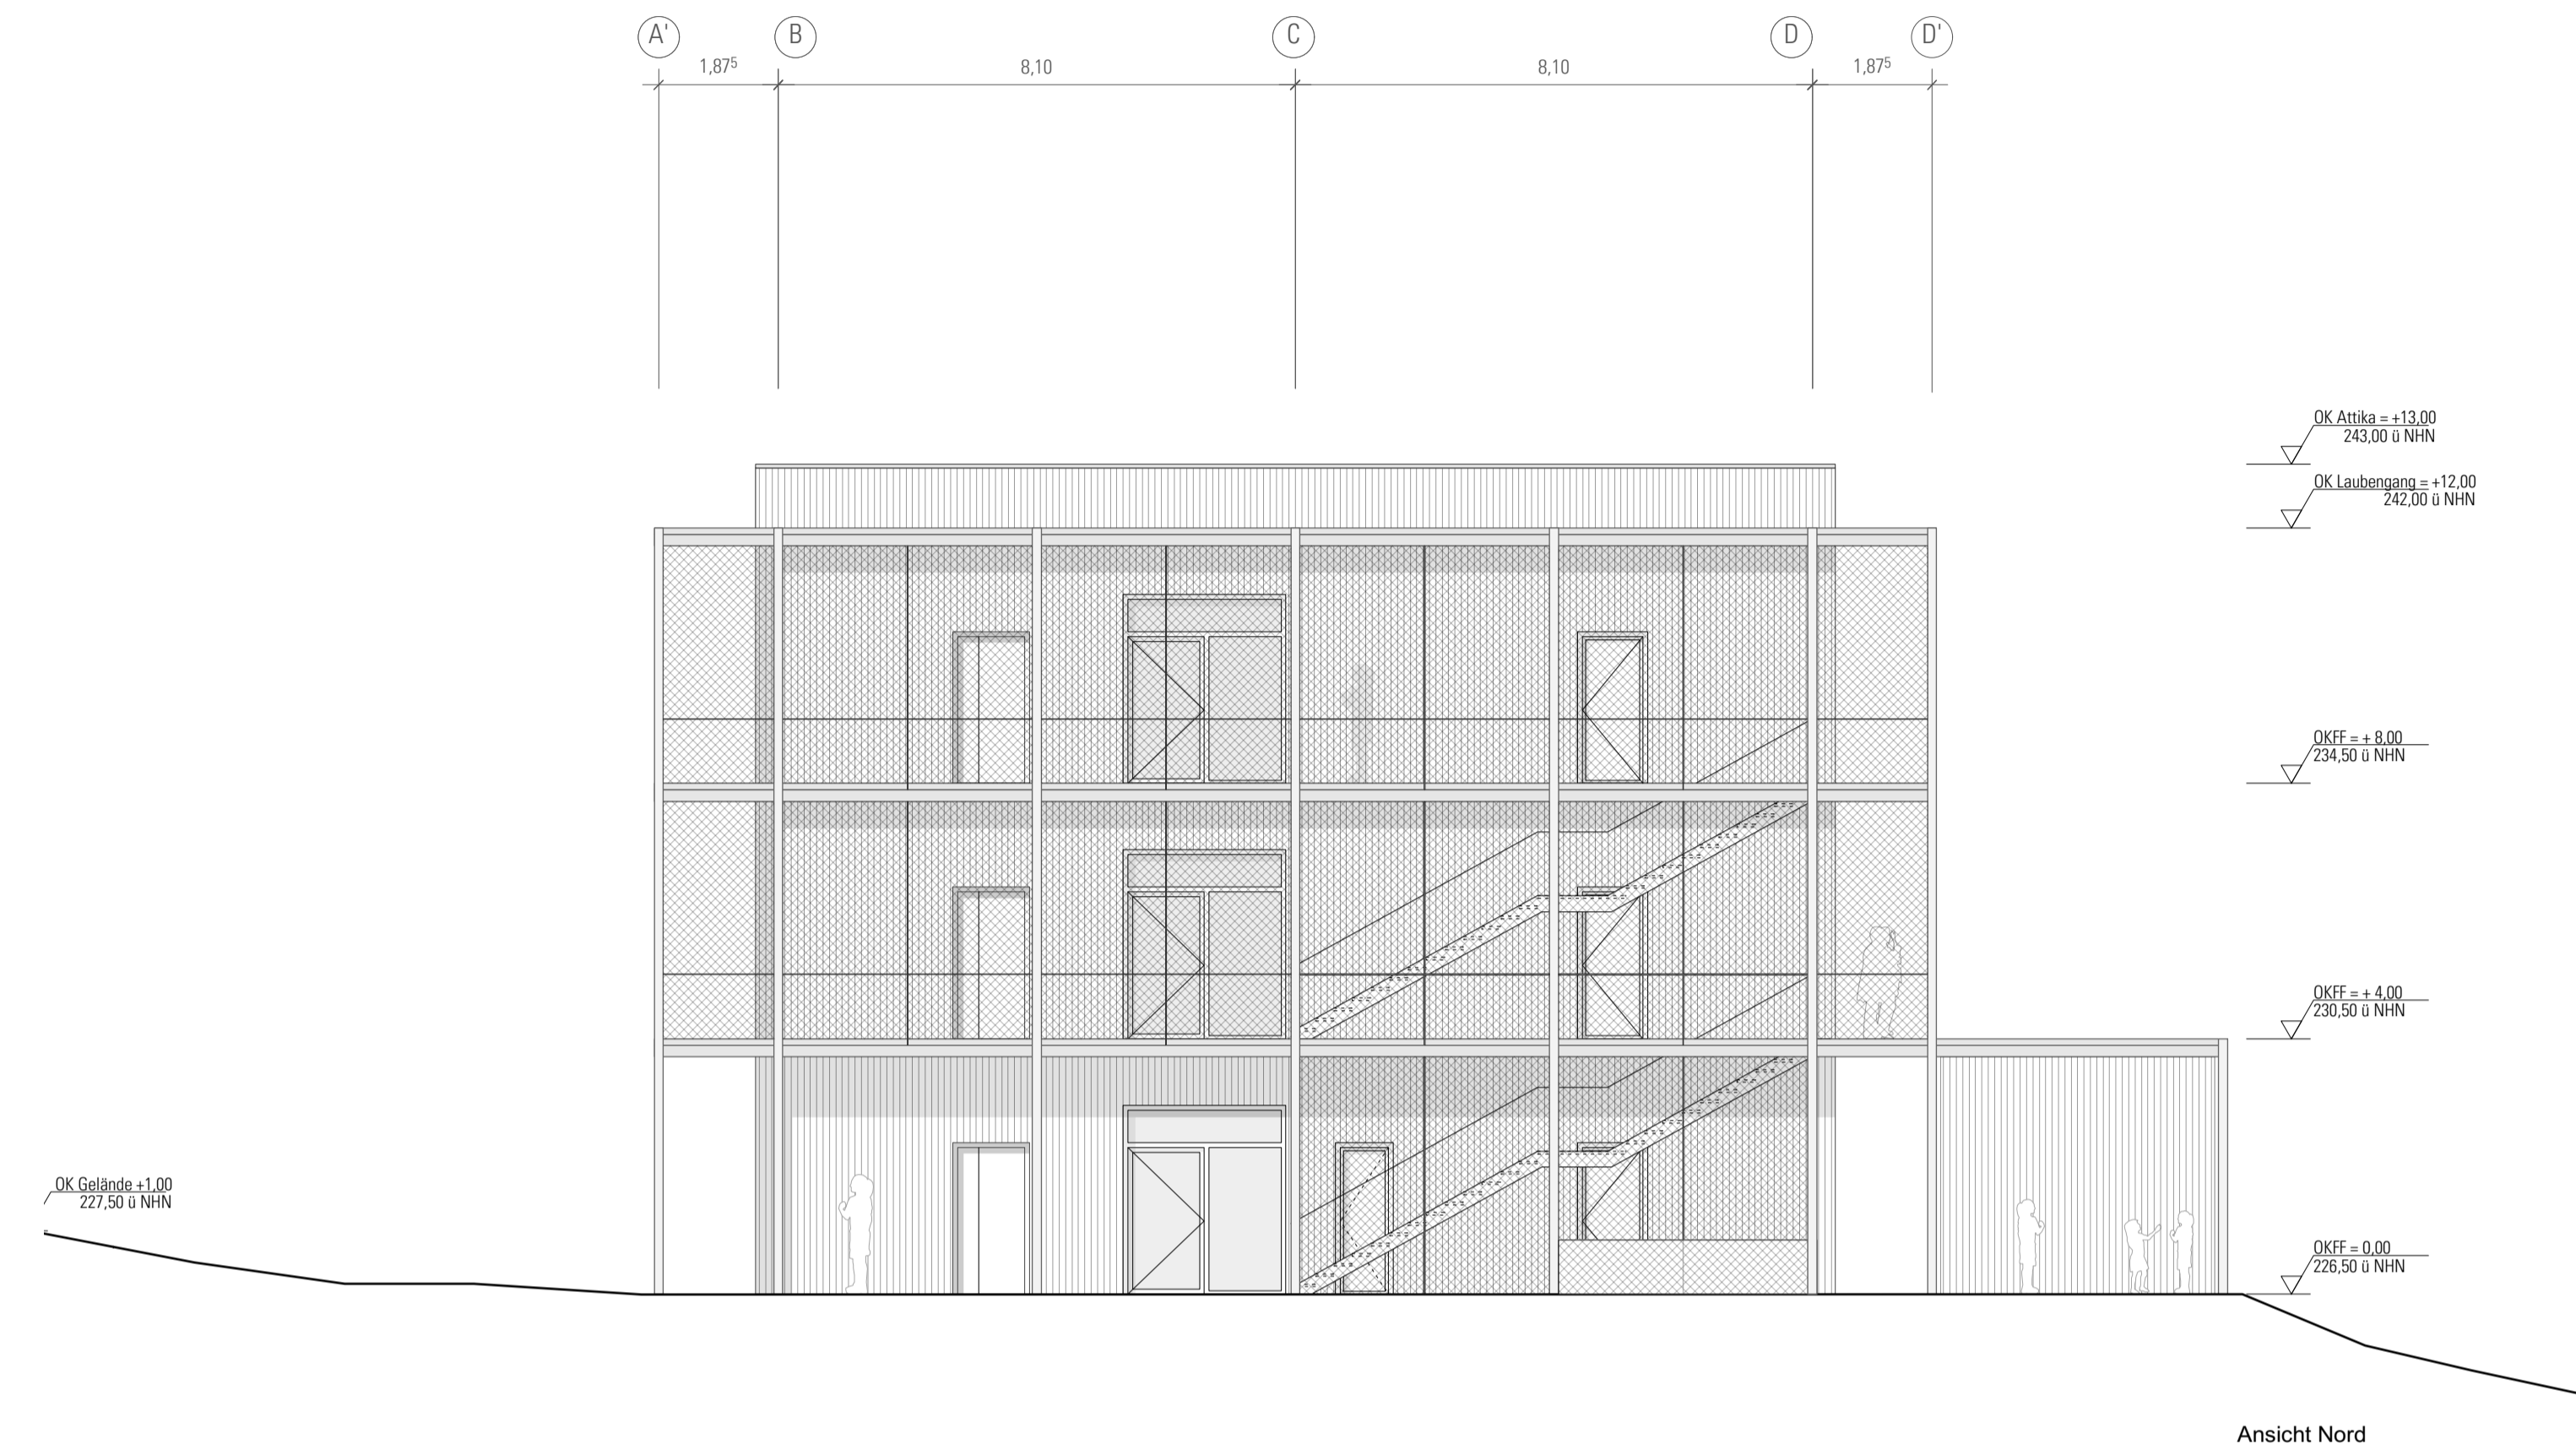 A' B C D D'
1,87⁵ 8,10 8,10 1,87⁵
OK Attika = +13,00
243,00 ü NHN
OK Laubengang = +12,00
242,00 ü NHN
OKFF = + 8,00
234,50 ü NHN
OKFF = + 4,00
230,50 ü NHN
OK Gelände +1,00
227,50 ü NHN
OKFF = 0,00
226,50 ü NHN
Ansicht Nord